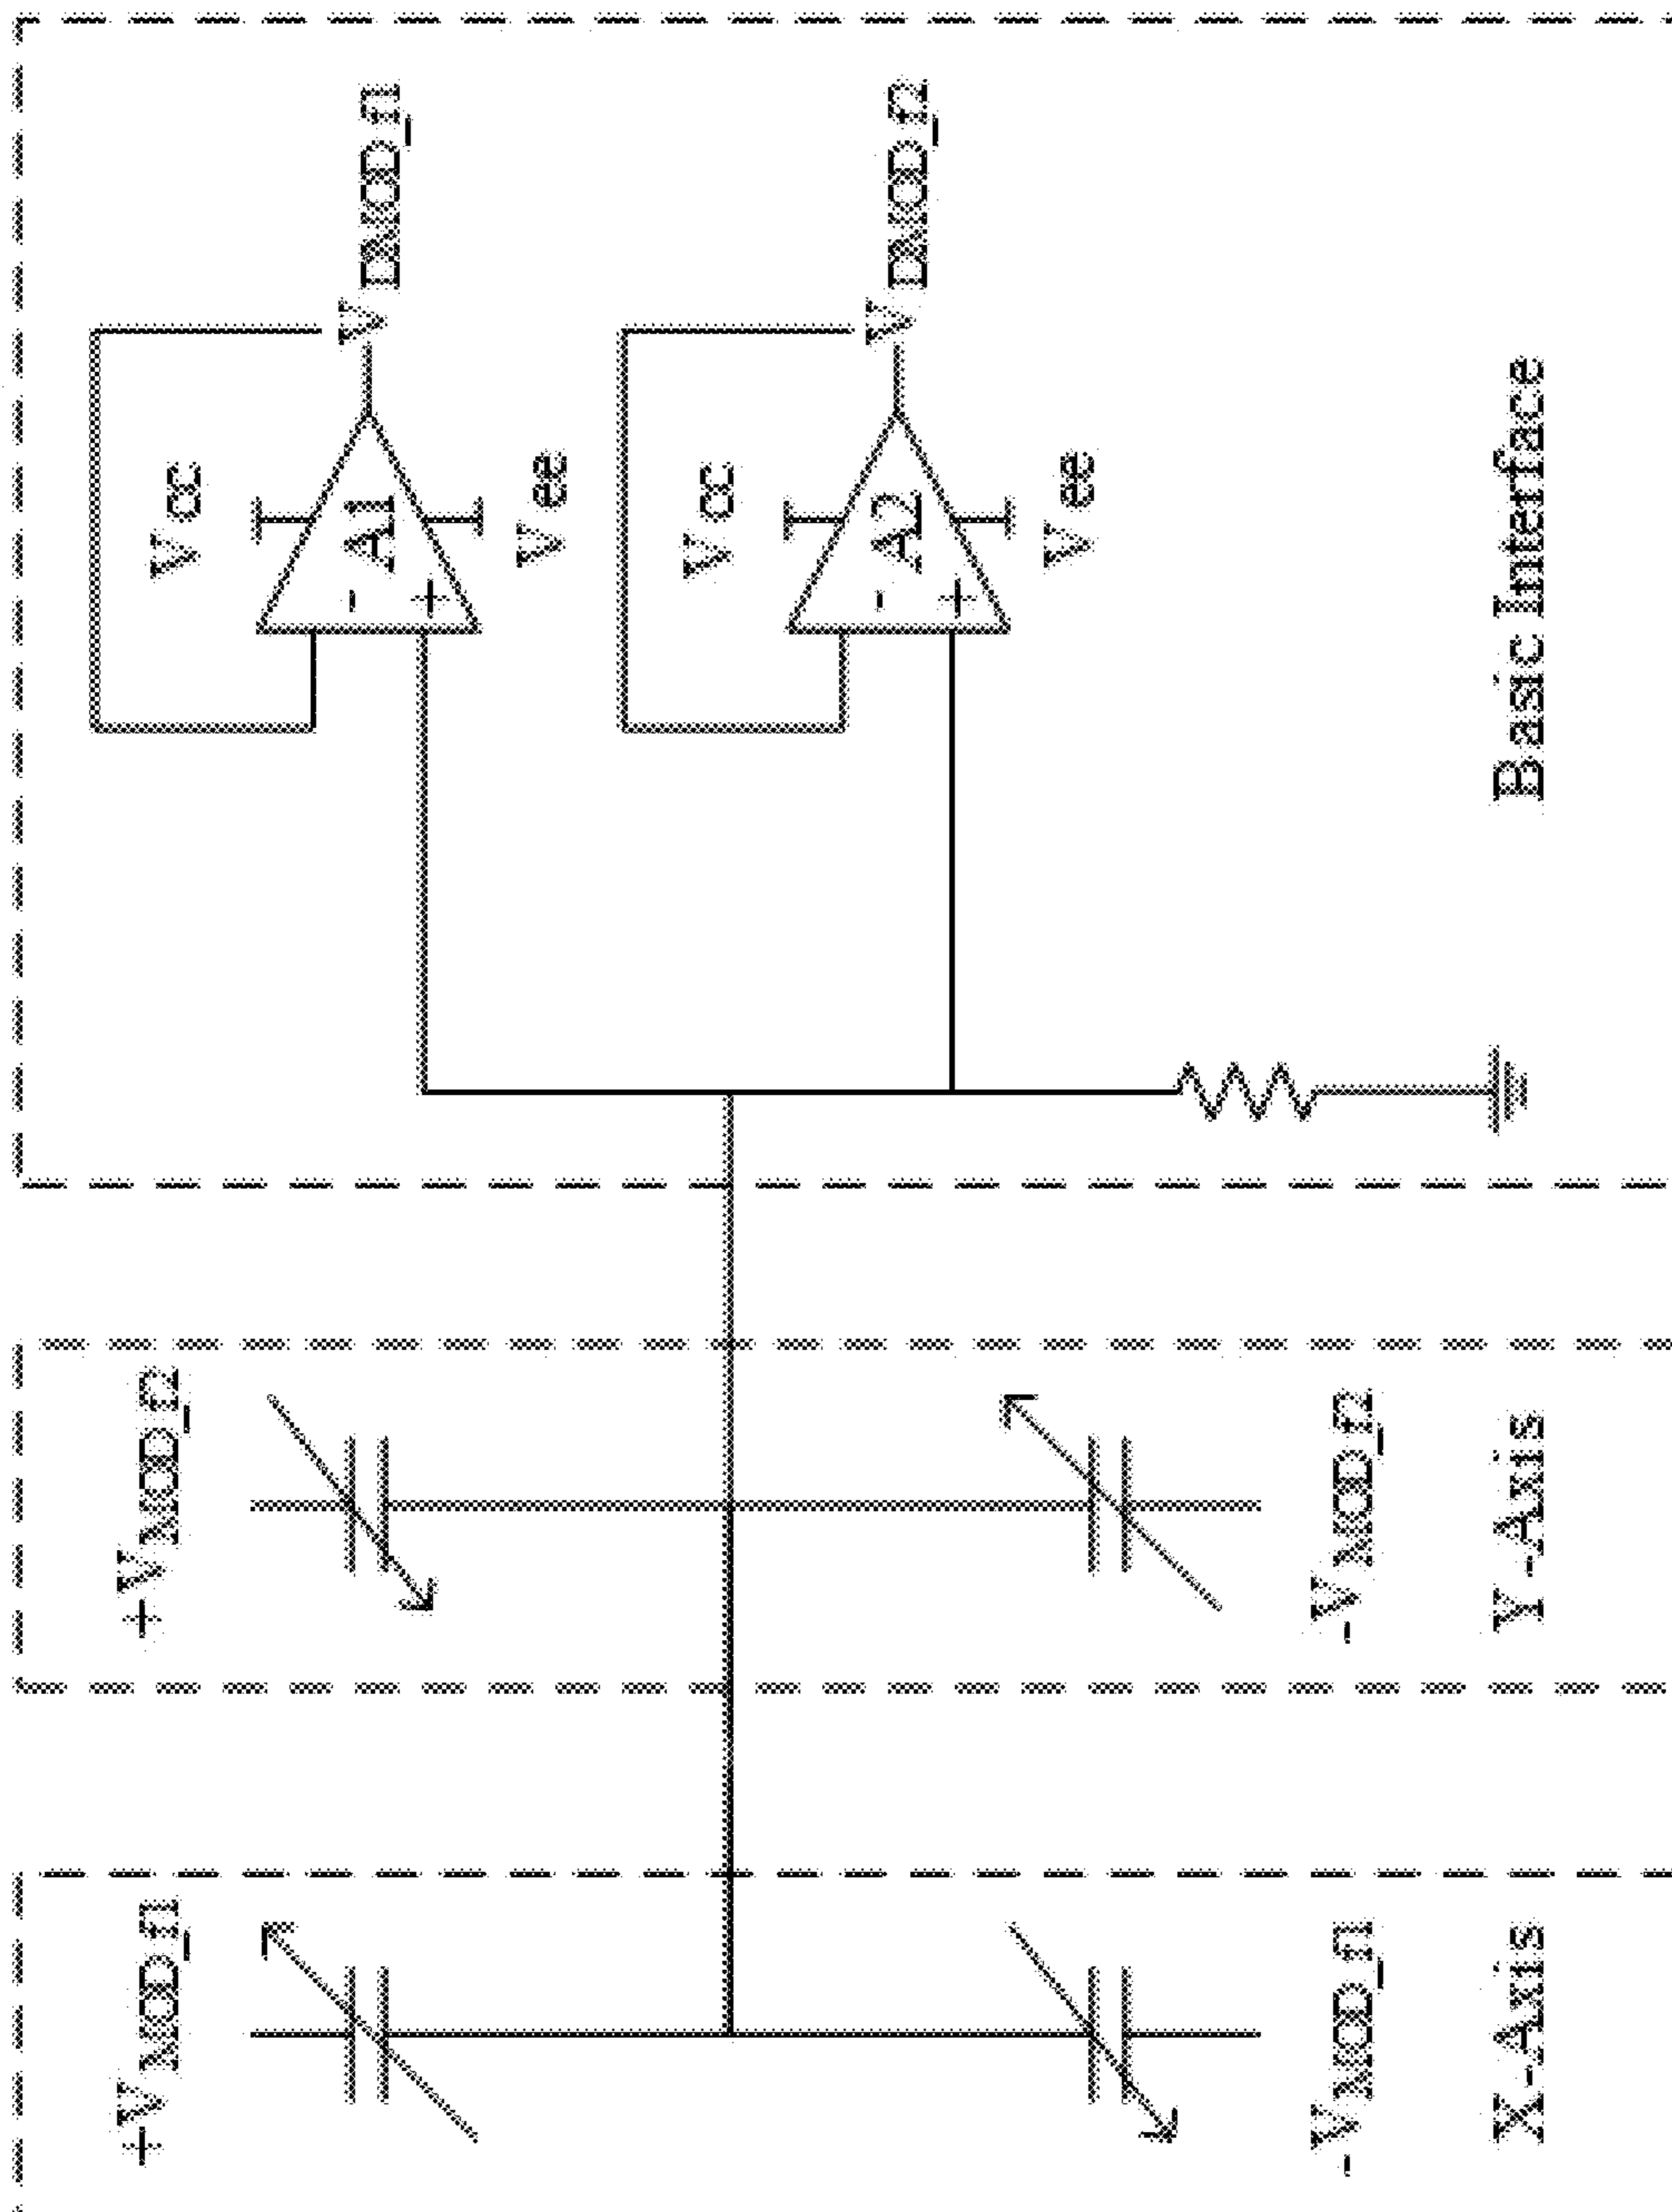 +V MOD_f1
-V MOD_f1
X-Axis
+V MOD_f2
-V MOD_f2
Y -Axis
V cc
- A1
+
V DMOD_f1
V ee
V cc
- A2
+
V DMOD_f2
V ee
Basic Interface